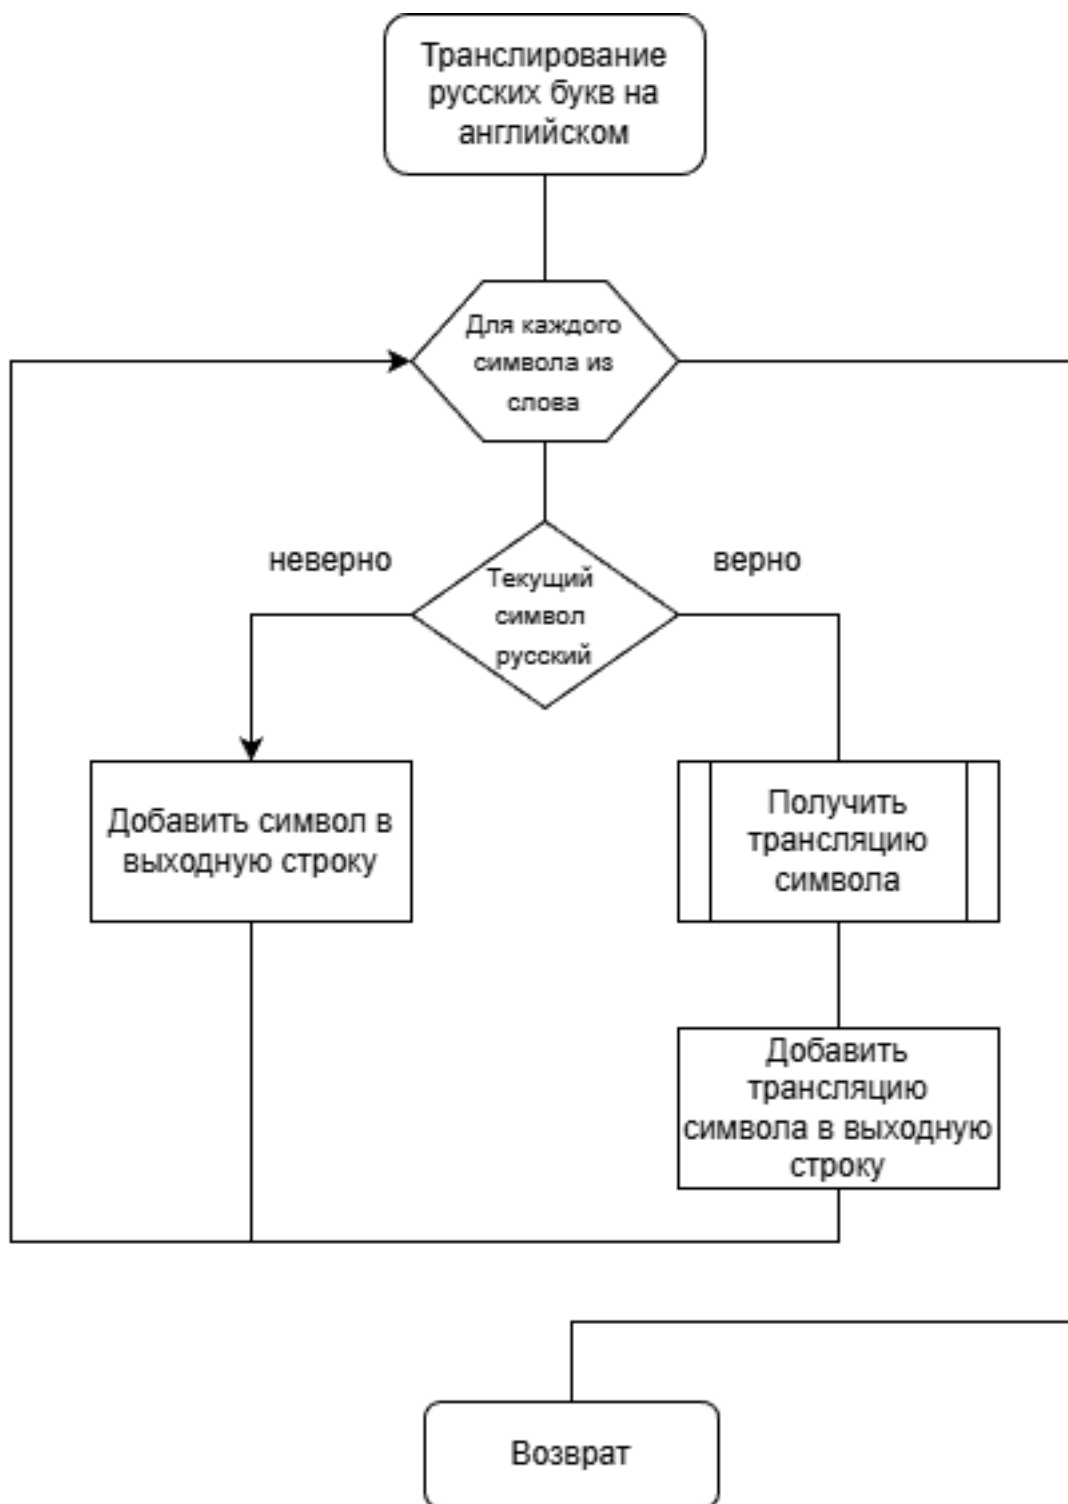 Транслирование
русских букв на
английском
Для каждого
символа из
слова
неверно
верно
Текущий
символ
русский
Добавить символ в
выходную строку
Получить
трансляцию
символа
Добавить
трансляцию
символа в выходную
строку
Возврат